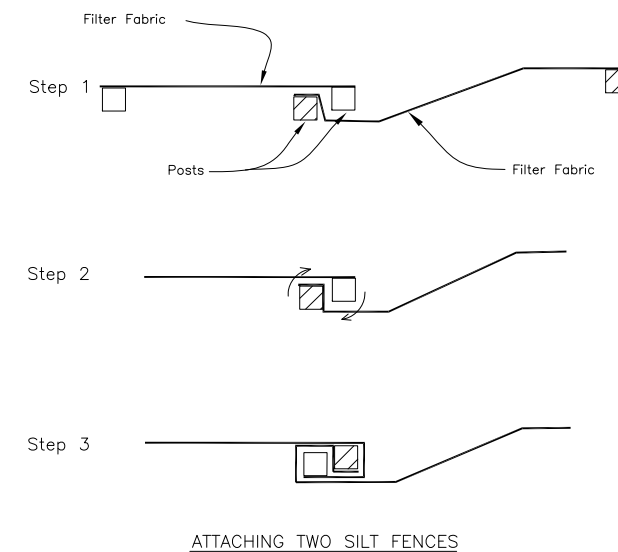 Filter Fabric
Step 1
Posts
Filter Fabric
Step 2
Step 3
ATTACHING TWO SILT FENCES